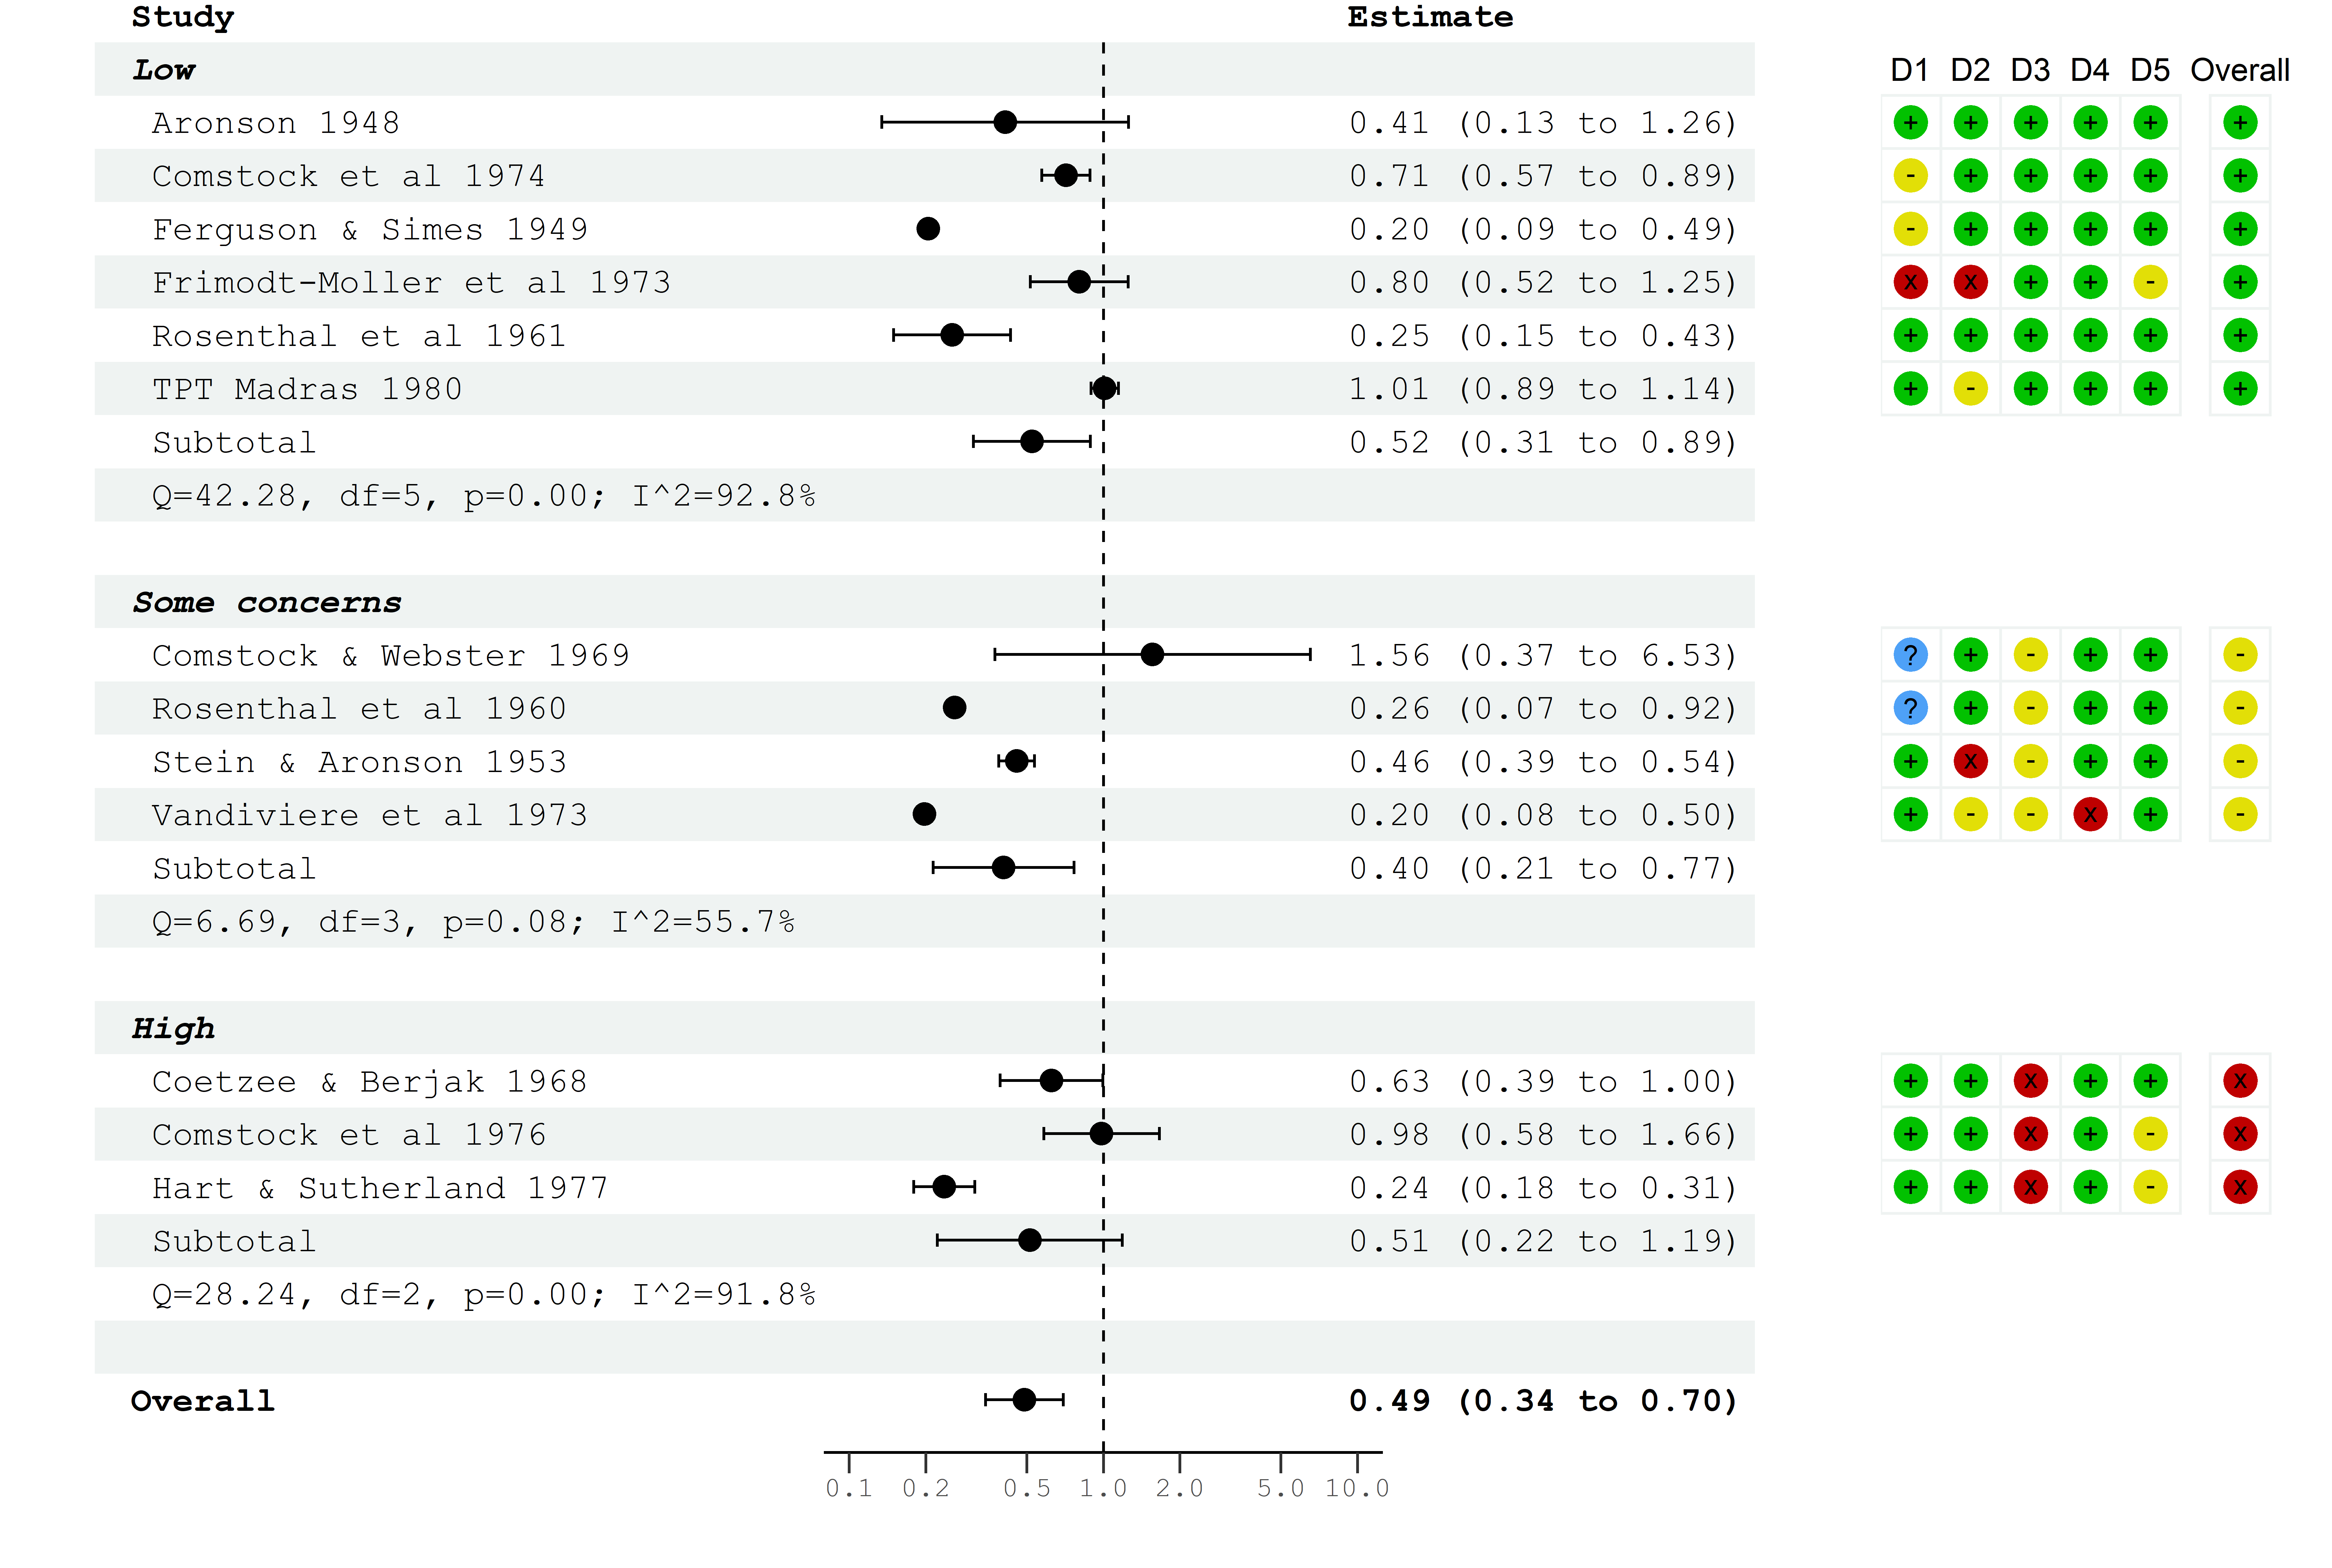 Study Estimate
Low D1 D2 D3 D4 D5 Overall
Aronson 1948 0.41 (0.13 to 1.26) + + + + + +
Comstock et al 1974 0.71 (0.57 to 0.89) - + + + + +
Ferguson & Simes 1949 0.20 (0.09 to 0.49) - + + + + +
Frimodt-Moller et al 1973 0.80 (0.52 to 1.25) X X + + - +
Rosenthal et al 1961 0.25 (0.15 to 0.43) + + + + + +
TPT Madras 1980 1.01 (0.89 to 1.14) + - + + + +
Subtotal 0.52 (0.31 to 0.89)
Q=42.28, df=5, p=0.00; I^2=92.8%
Some concerns
Comstock & Webster 1969 1.56 (0.37 to 6.53) ? + - + + -
Rosenthal et al 1960 0.26 (0.07 to 0.92) ? + - + + -
Stein & Aronson 1953 0.46 (0.39 to 0.54) + X - + + -
Vandiviere et al 1973 0.20 (0.08 to 0.50) + - - X + -
Subtotal 0.40 (0.21 to 0.77)
Q=6.69, df=3, p=0.08; I^2=55.7%
High
Coetzee & Berjak 1968 0.63 (0.39 to 1.00) + + X + + X
Comstock et al 1976 0.98 (0.58 to 1.66) + + X + - X
Hart & Sutherland 1977 0.24 (0.18 to 0.31) + + X + - X
Subtotal 0.51 (0.22 to 1.19)
Q=28.24, df=2, p=0.00; I^2=91.8%
Overall 0.49 (0.34 to 0.70)
0.1 0.2 0.5 1.0 2.0 5.0 10.0